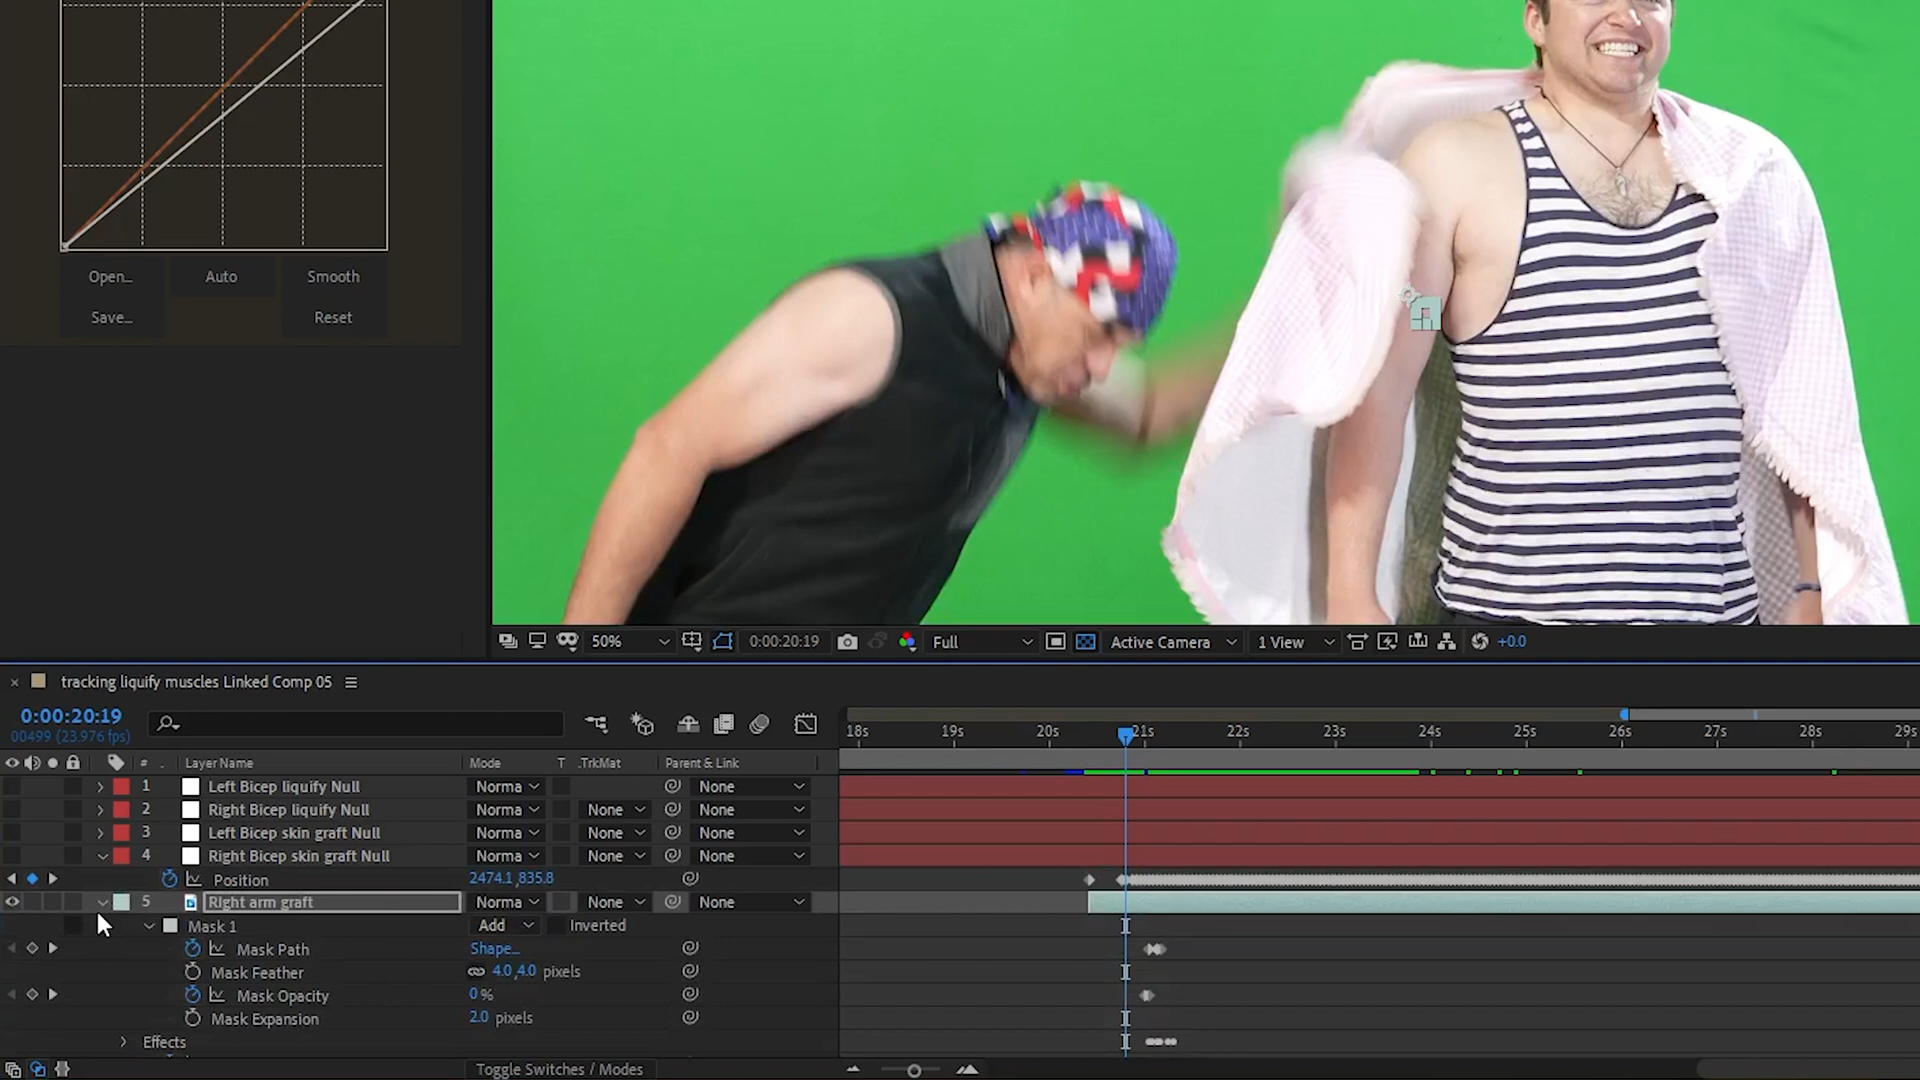 Open... Auto Smooth
Save... Reset
50% 0:00:20:19 Full Active Camera 1 View +0.0
× tracking liquify muscles Linked Comp 05
0:00:20:19
00499 (23.976 fps)
18s 19s 20s 21s 22s 23s 24s 25s 26s 27s 28s 29s
# . Layer Name Mode T .TrkMat Parent & Link
1 Left Bicep liquify Null Norma None
2 Right Bicep liquify Null Norma None None
3 Left Bicep skin graft Null Norma None None
4 Right Bicep skin graft Null Norma None None
Position 2474.1,835.8
5 Right arm graft Norma None None
Mask 1 Add Inverted
Mask Path Shape...
Mask Feather 4.0,4.0 pixels
Mask Opacity 0 %
Mask Expansion 2.0 pixels
Effects
Toggle Switches / Modes